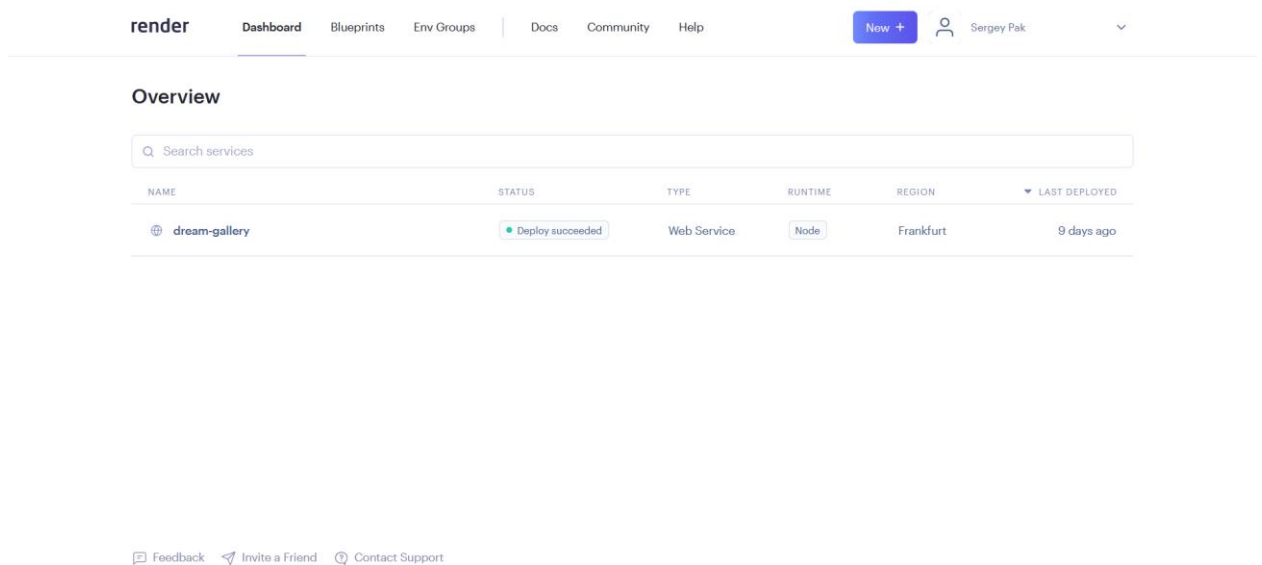 render Dashboard Blueprints Env Groups Docs Community Help New + Sergey Pak
Overview
Search services
NAME STATUS TYPE RUNTIME REGION LAST DEPLOYED
dream-gallery Deploy succeeded Web Service Node Frankfurt 9 days ago
Feedback Invite a Friend Contact Support